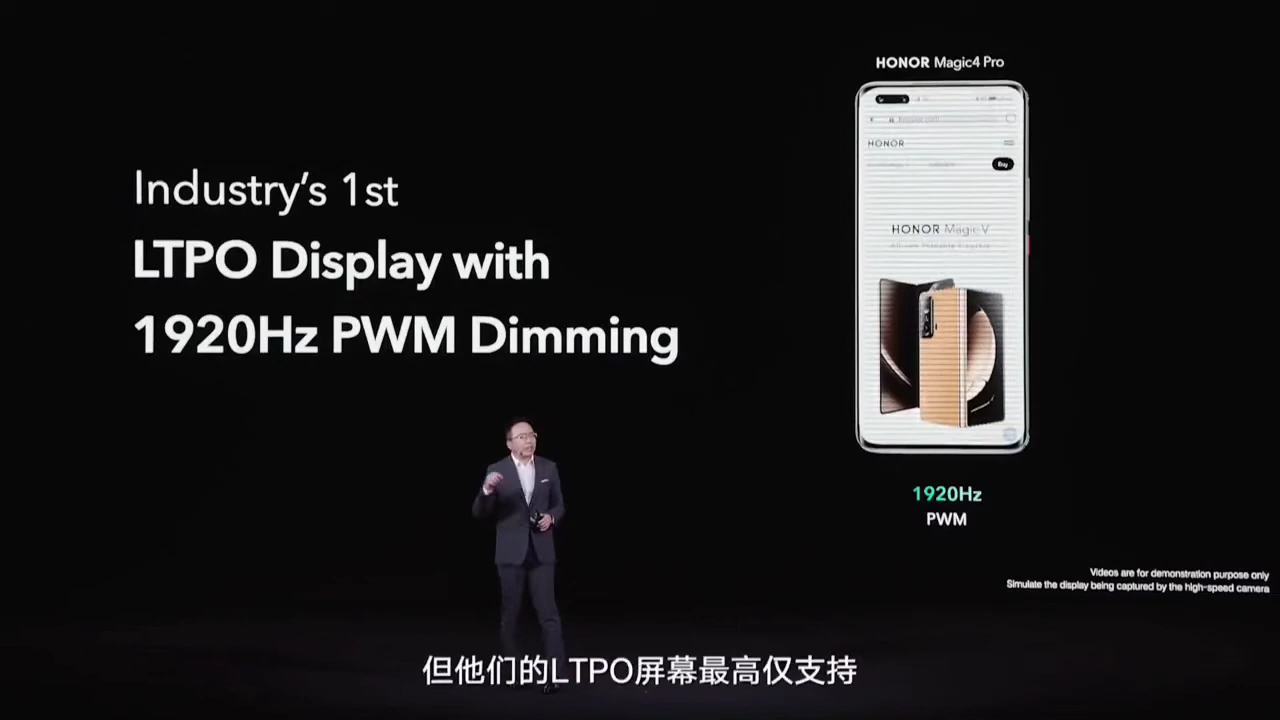 HONOR Magic4 Pro
Industry's 1st
LTPO Display with
1920Hz PWM Dimming
HONOR
Buy
HONOR Magic V
1920Hz
PWM
Videos are for demonstration purpose only
Simulate the display being captured by the high-speed camera
但他们的LTPO屏幕最高仅支持